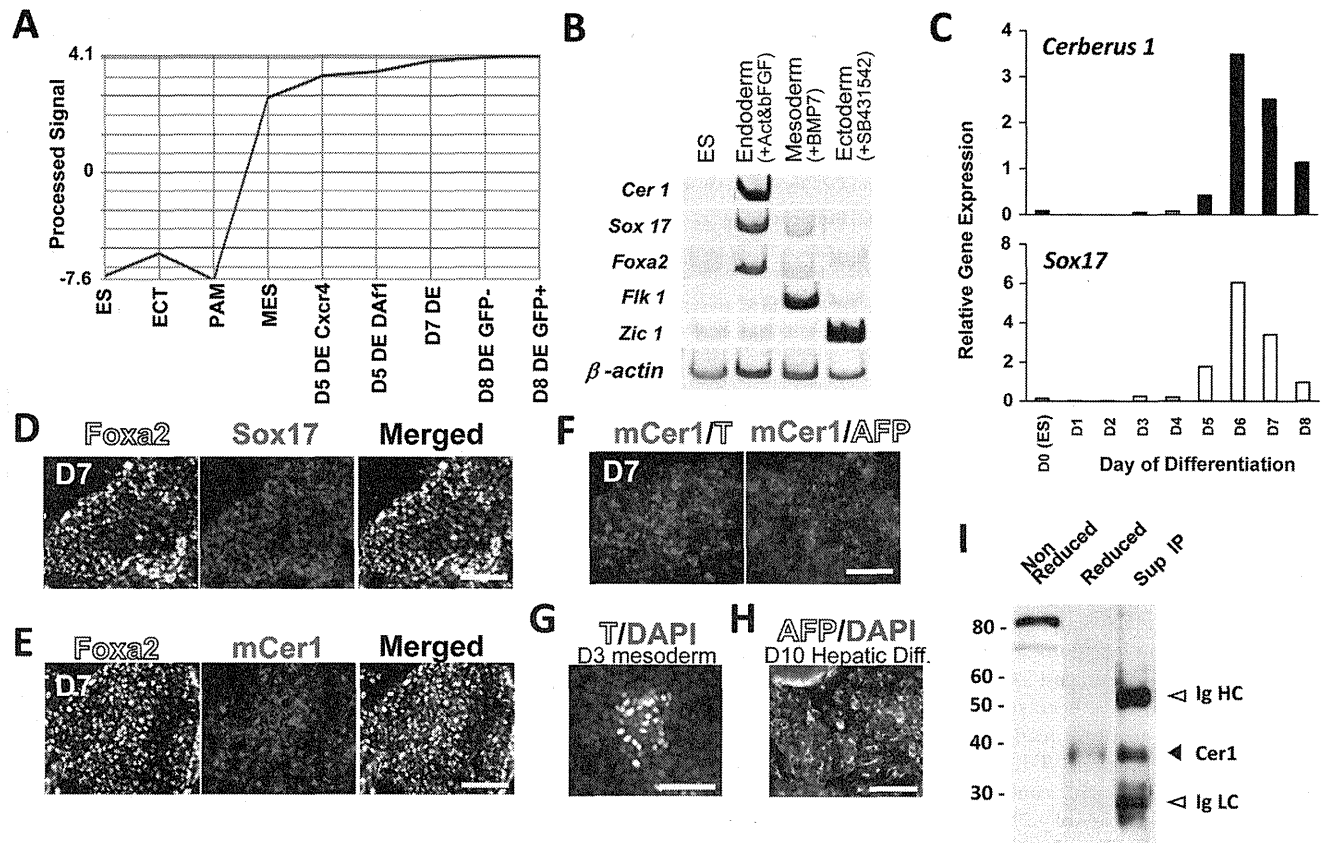 A
4.1
0
-7.6
Processed Signal
ES
ECT
PAM
MES
D5 DE Cxcr4
D5 DE DAf1
D7 DE
D8 DE GFP-
D8 DE GFP+
B
ES
Endoderm
(+Act&bFGF)
Mesoderm
(+BMP7)
Ectoderm
(+SB431542)
Cer 1
Sox 17
Foxa2
Flk 1
Zic 1
β-actin
C
Cerberus 1
4
3
2
1
0
Sox17
8
6
4
2
0
Relative Gene Expression
D0 (ES)
D1
D2
D3
D4
D5
D6
D7
D8
Day of Differentiation
D
Foxa2
Sox17
Merged
D7
E
Foxa2
mCer1
Merged
D7
F
mCer1/T
mCer1/AFP
D7
G
T/DAPI
D3 mesoderm
H
AFP/DAPI
D10 Hepatic Diff.
I
Non
Reduced
Reduced
Sup IP
80 -
60 -
50 -
40 -
30 -
Ig HC
Cer1
Ig LC